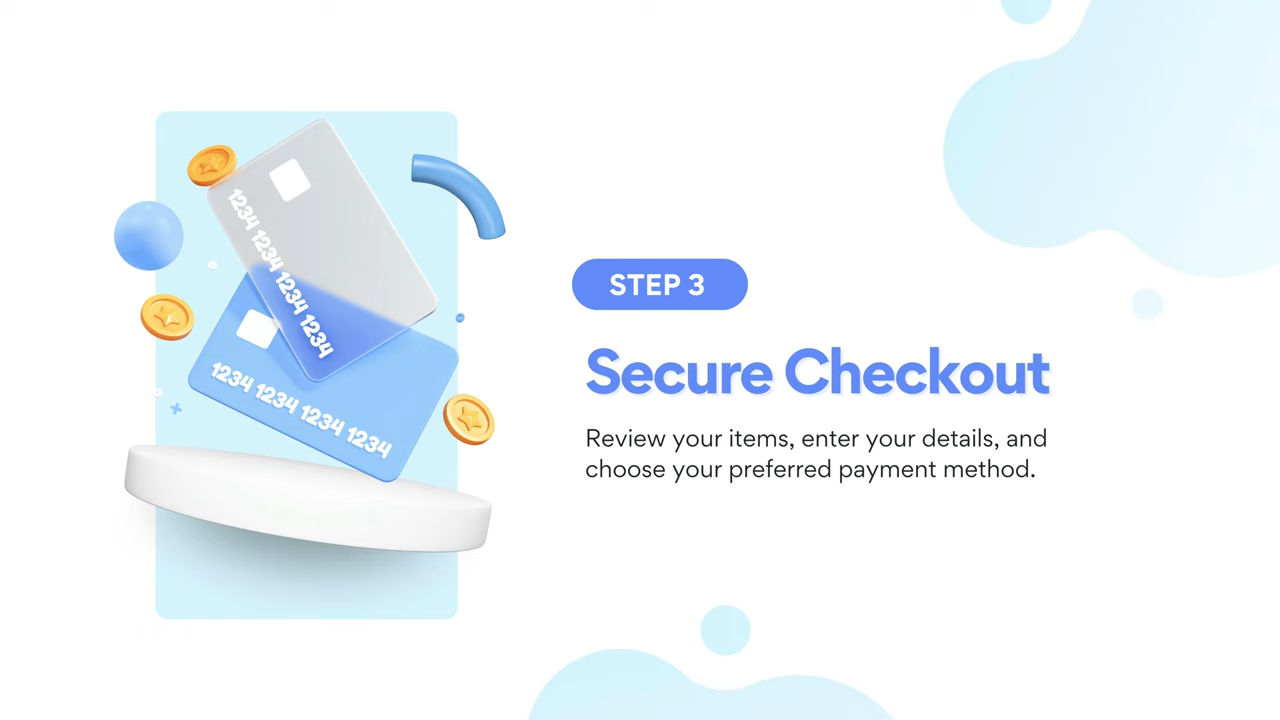 1234 1234 1234 1234
1234 1234 1234 1234
STEP 3
Secure Checkout
Review your items, enter your details, and
choose your preferred payment method.